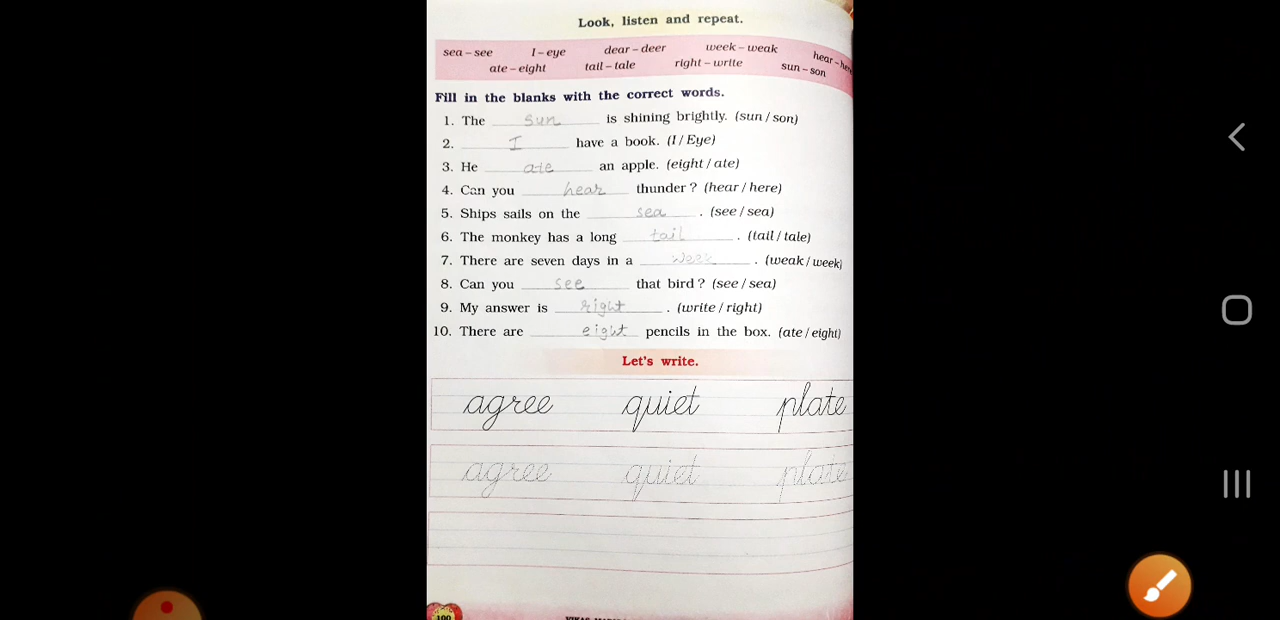 Look, listen and repeat.
sea – see I – eye dear – deer week – weak hear – here
ate – eight tail – tale right – write sun – son
Fill in the blanks with the correct words.
1. The sun is shining brightly. (sun / son)
2. I have a book. (I / Eye)
3. He ate an apple. (eight / ate)
4. Can you hear thunder ? (hear / here)
5. Ships sails on the sea . (see / sea)
6. The monkey has a long tail . (tail / tale)
7. There are seven days in a week . (weak / week)
8. Can you see that bird ? (see / sea)
9. My answer is right . (write / right)
10. There are eight pencils in the box. (ate / eight)
Let's write.
agree quiet plate
agree quiet plate
100